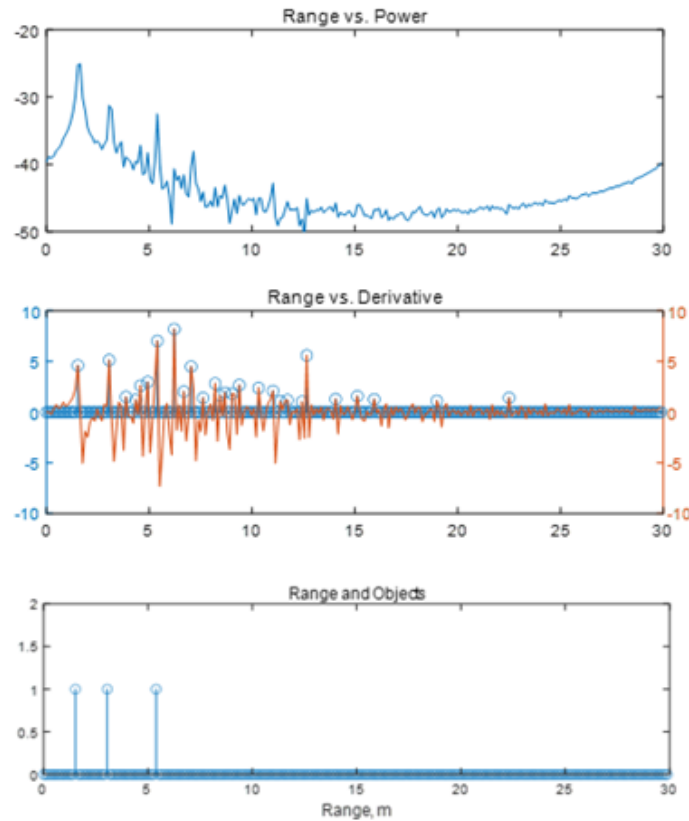 Range vs. Power
-20
-30
-40
-50
0 5 10 15 20 25 30
Range vs. Derivative
10 10
5 5
0 0
-5 -5
-10 -10
0 5 10 15 20 25 30
Range and Objects
2
1.5
1
0.5
0
0 5 10 15 20 25 30
Range, m